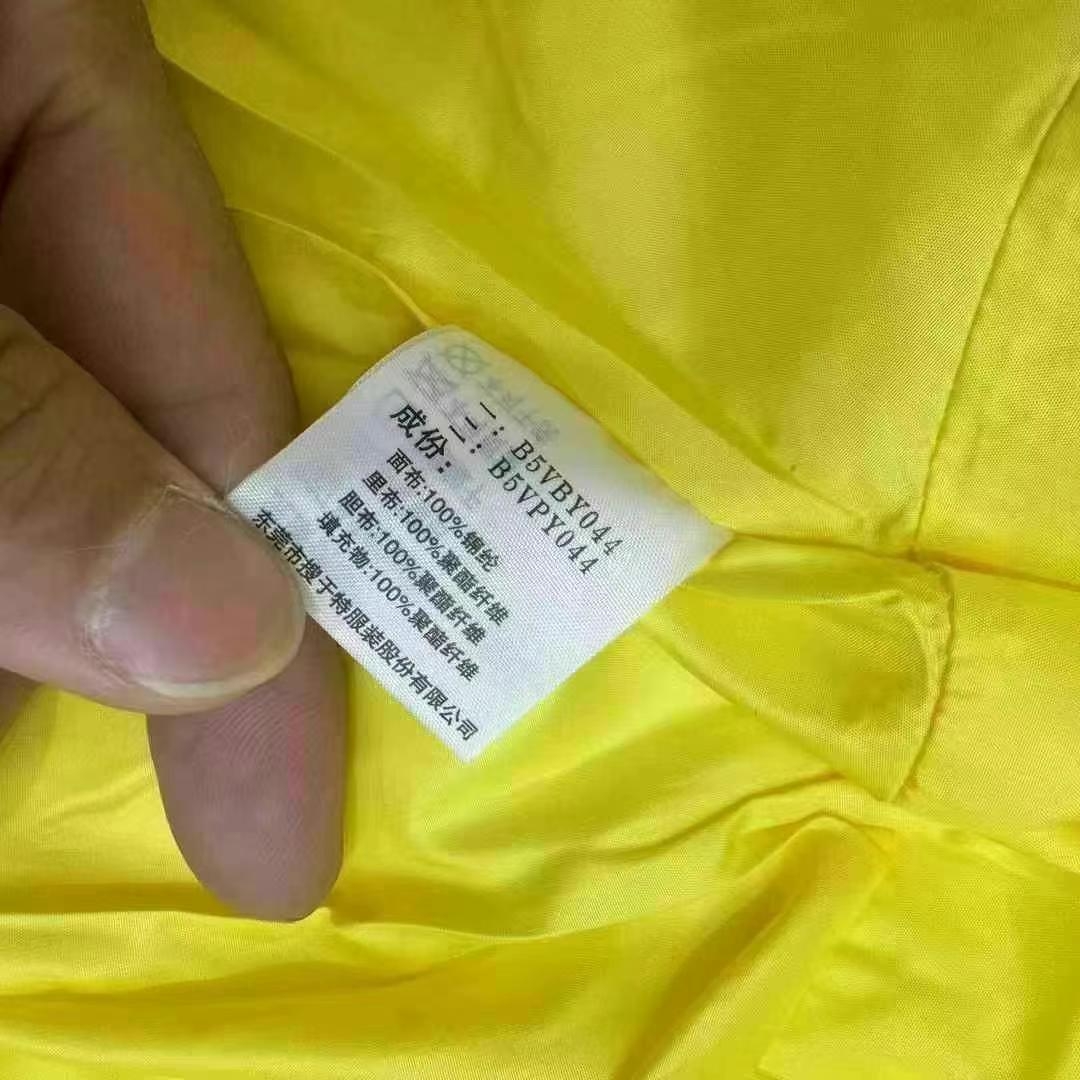 一：B5VBY044
二：B5VPY044
成份：
面布:100%锦纶
里布:100%聚酯纤维
胆布:100%聚酯纤维
填充物:100%聚酯纤维
东莞市搜于特服装股份有限公司